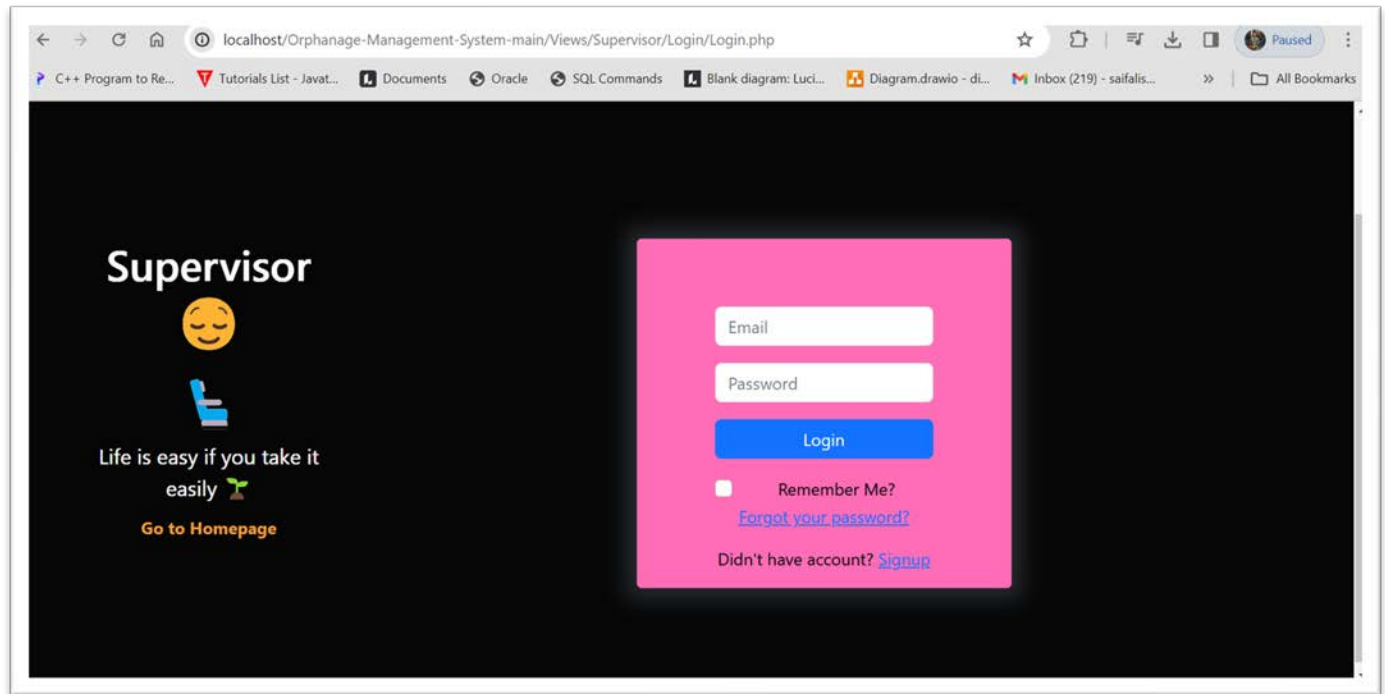 localhost/Orphanage-Management-System-main/Views/Supervisor/Login/Login.php
Paused
C++ Program to Re...
Tutorials List - Javat...
Documents
Oracle
SQL Commands
Blank diagram: Luci...
Diagram.drawio - di...
Inbox (219) - saifalis...
»
All Bookmarks
Supervisor
Life is easy if you take it
easily
Go to Homepage
Email
Password
Login
Remember Me?
Forgot your password?
Didn't have account? Signup